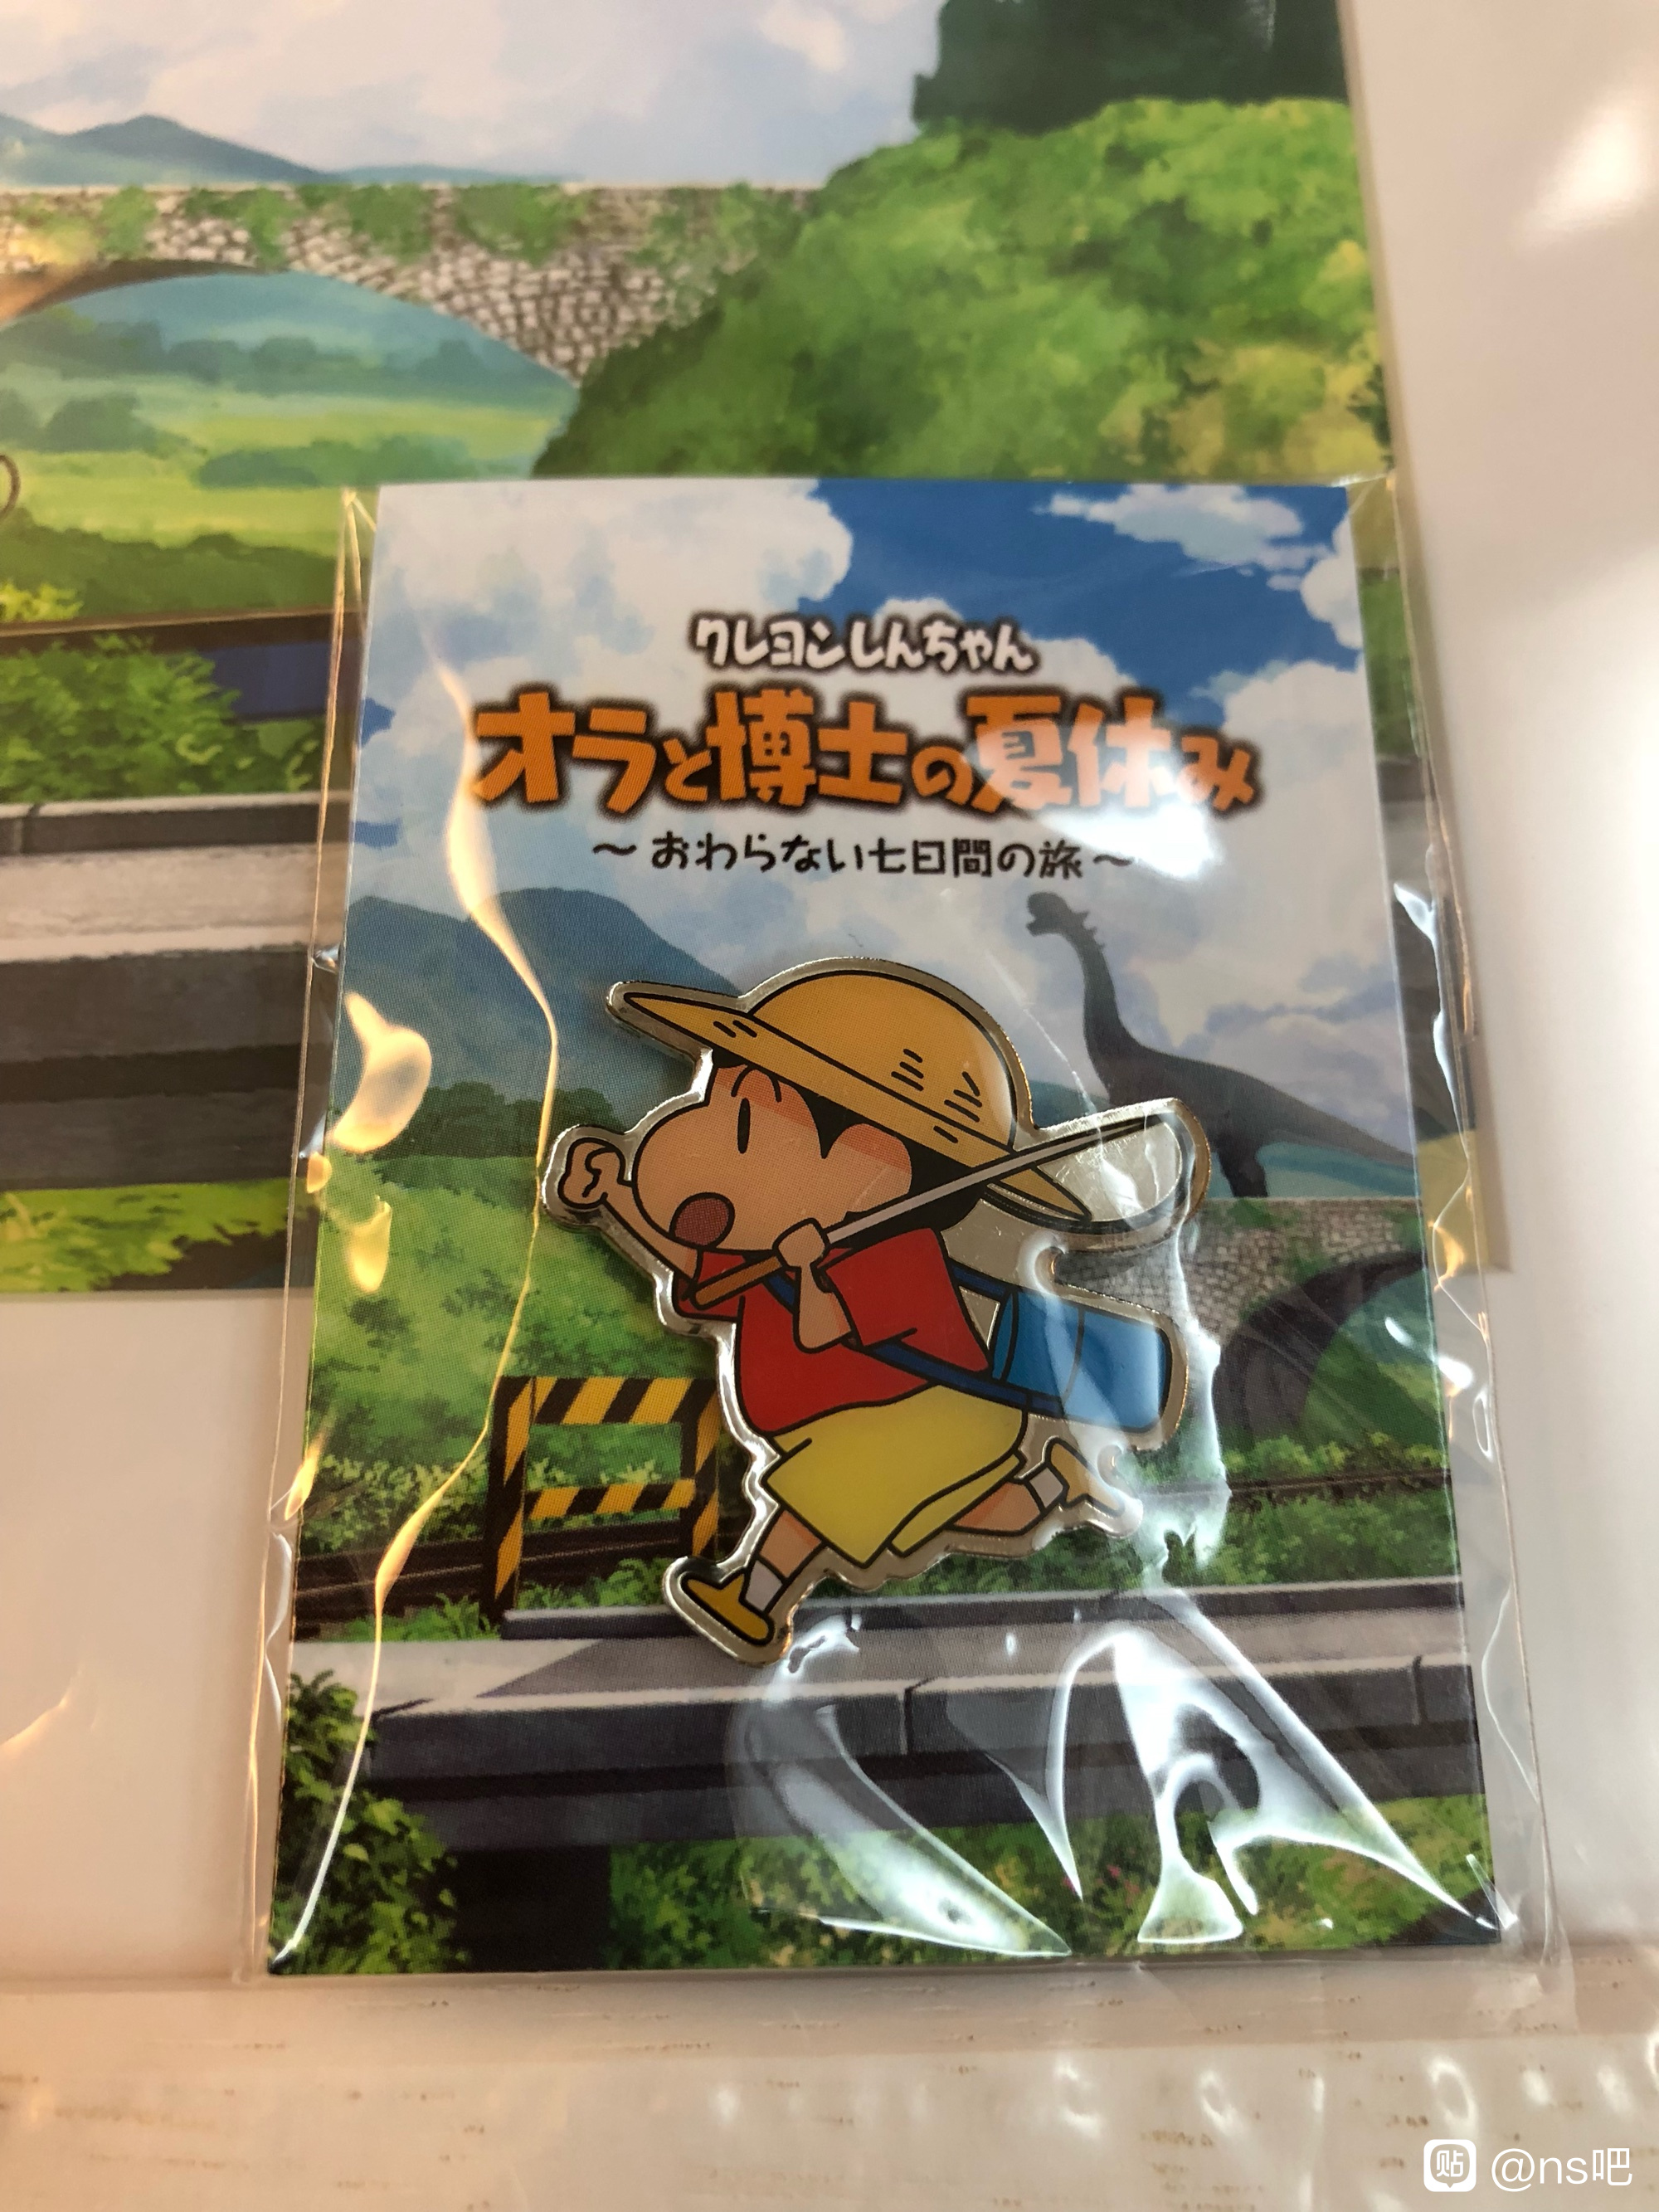 クレヨンしんちゃん
オラと博士の夏休み
～おわらない七日間の旅～
贴 @ns吧